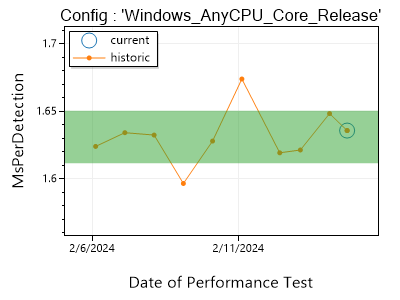 Config : 'Windows_AnyCPU_Core_Release'
current
historic
MsPerDetection
1.7
1.65
1.6
2/6/2024
2/11/2024
Date of Performance Test